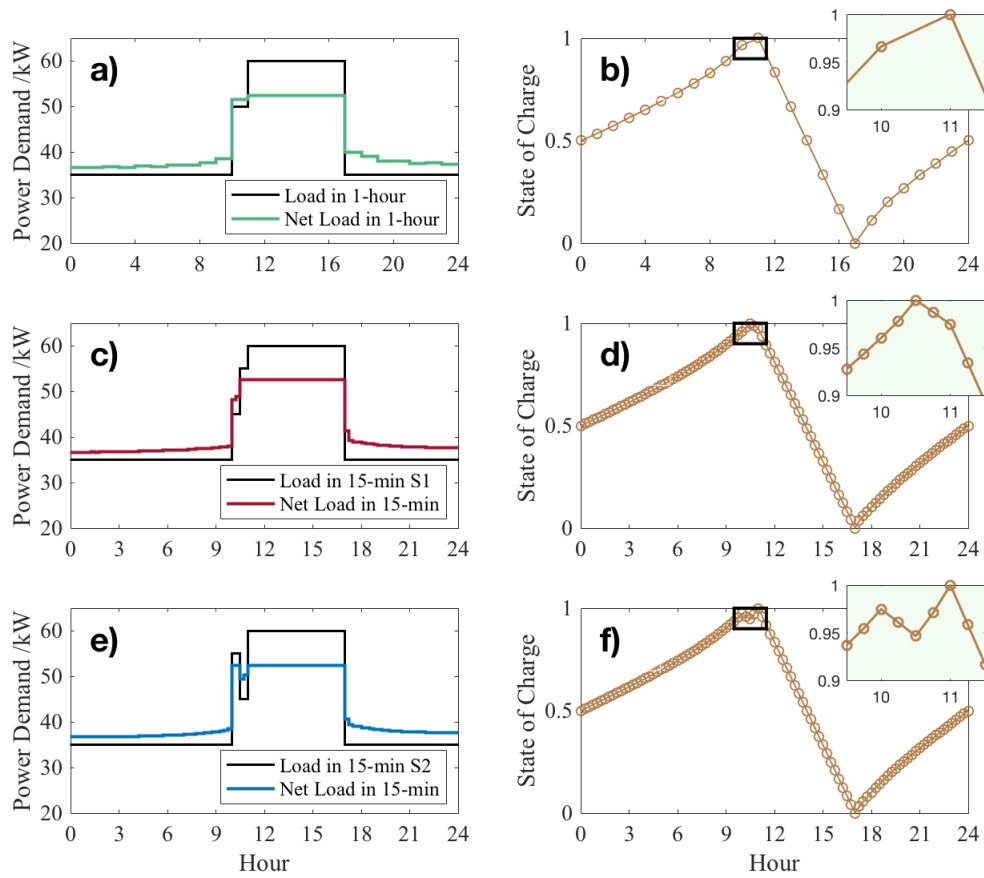 a)
Power Demand /kW
60
50
40
30
20
0 4 8 12 16 20 24
Load in 1-hour
Net Load in 1-hour
b)
State of Charge
1
0.5
0
0 4 8 12 16 20 24
1
0.95
0.9
10 11
c)
Power Demand /kW
60
50
40
30
20
0 3 6 9 12 15 18 21 24
Load in 15-min S1
Net Load in 15-min
d)
State of Charge
1
0.5
0
0 3 6 9 12 15 18 21 24
1
0.95
0.9
10 11
e)
Power Demand /kW
60
50
40
30
20
0 3 6 9 12 15 18 21 24
Hour
Load in 15-min S2
Net Load in 15-min
f)
State of Charge
1
0.5
0
0 3 6 9 12 15 18 21 24
Hour
1
0.95
0.9
10 11